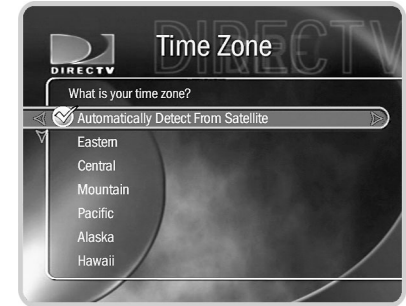 DIRECTV
Time Zone
DIRECTV
What is your time zone?
Automatically Detect From Satellite
Eastern
Central
Mountain
Pacific
Alaska
Hawaii